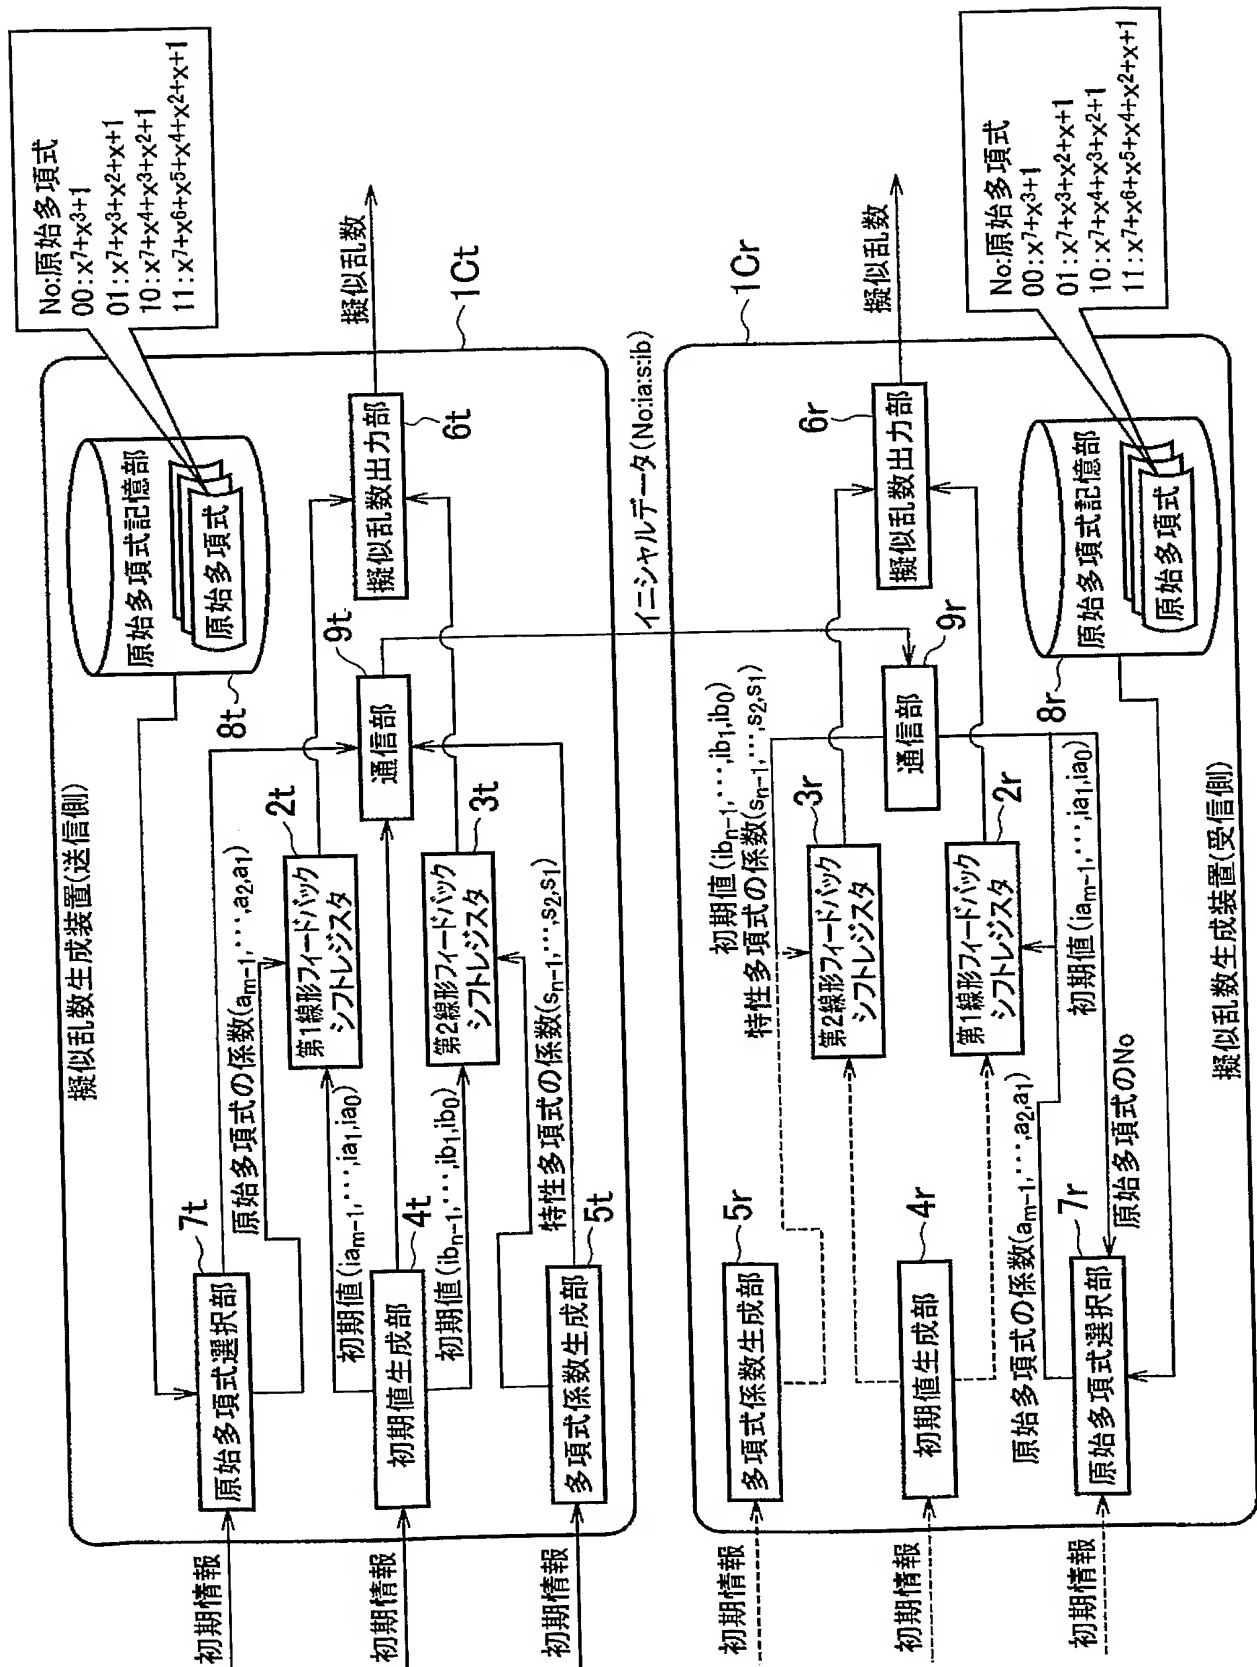 擬似乱数生成装置(送信側)
1Ct
初期情報
初期情報
初期情報
原始多項式選択部
7t
初期値生成部
4t
多項式係数生成部
5t
原始多項式の係数(am-1,···,a2,a1)
初期値(iam-1,···,ia1,ia0)
初期値(ibn-1,···,ib1,ib0)
特性多項式の係数(sn-1,···,s2,s1)
第1線形フィードバック
シフトレジスタ
2t
第2線形フィードバック
シフトレジスタ
3t
通信部
9t
原始多項式記憶部
原始多項式
8t
擬似乱数出力部
6t
擬似乱数
No:原始多項式
00:x7+x3+1
01:x7+x3+x2+x+1
10:x7+x4+x3+x2+1
11:x7+x6+x5+x4+x2+x+1
イニシャルデータ(No:ia:s:ib)
擬似乱数生成装置(受信側)
1Cr
初期情報
初期情報
初期情報
多項式係数生成部
5r
初期値生成部
4r
原始多項式選択部
7r
初期値(ibn-1,···,ib1,ib0)
特性多項式の係数(sn-1,···,s2,s1)
第2線形フィードバック
シフトレジスタ
3r
第1線形フィードバック
シフトレジスタ
2r
原始多項式の係数(am-1,···,a2,a1)
初期値(iam-1,···,ia1,ia0)
原始多項式のNo
通信部
9r
原始多項式記憶部
原始多項式
8r
擬似乱数出力部
6r
擬似乱数
No:原始多項式
00:x7+x3+1
01:x7+x3+x2+x+1
10:x7+x4+x3+x2+1
11:x7+x6+x5+x4+x2+x+1